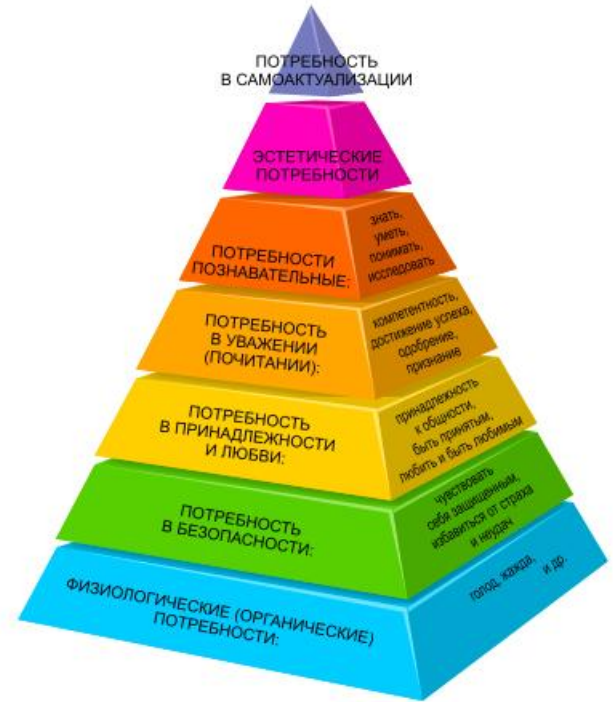 ПОТРЕБНОСТЬ
В САМОАКТУАЛИЗАЦИИ
ЭСТЕТИЧЕСКИЕ
ПОТРЕБНОСТИ
ПОТРЕБНОСТИ
ПОЗНАВАТЕЛЬНЫЕ:
знать,
уметь,
понимать,
исследовать
ПОТРЕБНОСТЬ
В УВАЖЕНИИ
(ПОЧИТАНИИ):
компетентность,
достижение успеха,
одобрение,
признание
ПОТРЕБНОСТЬ
В ПРИНАДЛЕЖНОСТИ
И ЛЮБВИ:
принадлежность
к общности,
быть принятым,
любить и быть любимым
ПОТРЕБНОСТЬ
В БЕЗОПАСНОСТИ:
чувствовать
себя защищенным,
избавиться от страха
и неудач
ФИЗИОЛОГИЧЕСКИЕ (ОРГАНИЧЕСКИЕ)
ПОТРЕБНОСТИ:
голод, жажда,
и др.